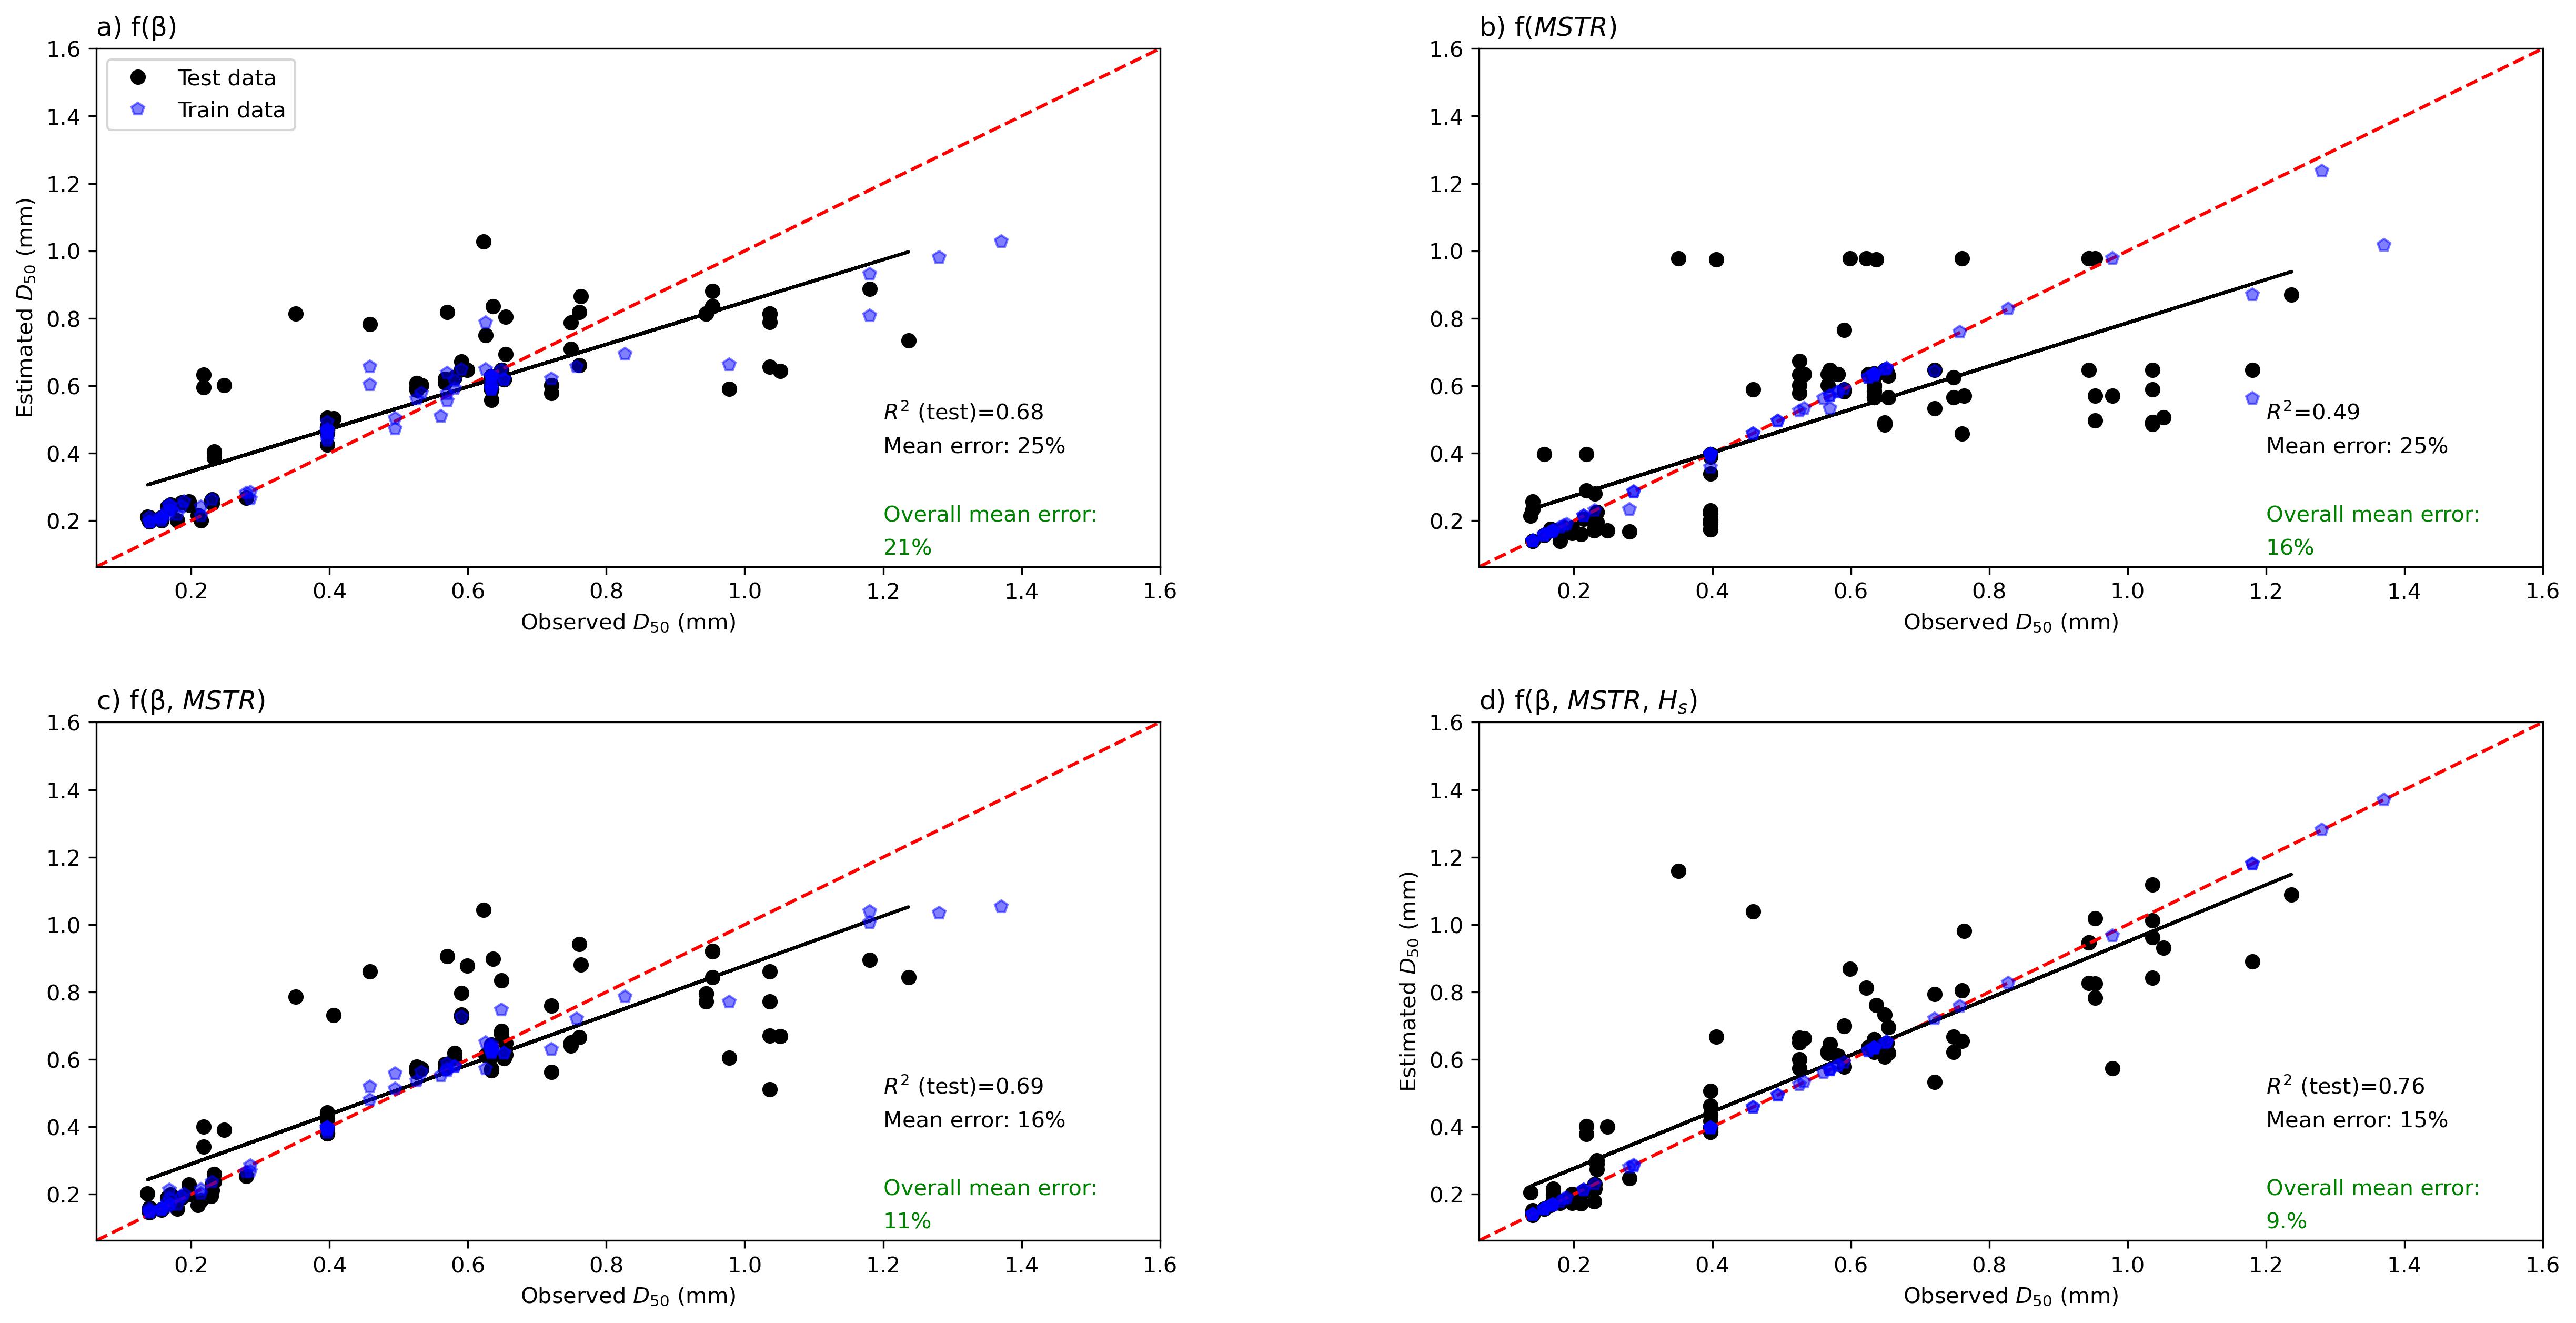 a) f(β)
1.6
1.4
1.2
1.0
0.8
0.6
0.4
0.2
Estimated D50 (mm)
Test data
Train data
R2 (test)=0.68
Mean error: 25%
Overall mean error:
21%
0.2 0.4 0.6 0.8 1.0 1.2 1.4 1.6
Observed D50 (mm)
b) f(MSTR)
1.6
1.4
1.2
1.0
0.8
0.6
0.4
0.2
R2=0.49
Mean error: 25%
Overall mean error:
16%
0.2 0.4 0.6 0.8 1.0 1.2 1.4 1.6
Observed D50 (mm)
c) f(β, MSTR)
1.6
1.4
1.2
1.0
0.8
0.6
0.4
0.2
R2 (test)=0.69
Mean error: 16%
Overall mean error:
11%
0.2 0.4 0.6 0.8 1.0 1.2 1.4 1.6
Observed D50 (mm)
d) f(β, MSTR, Hs)
1.6
1.4
1.2
1.0
0.8
0.6
0.4
0.2
Estimated D50 (mm)
R2 (test)=0.76
Mean error: 15%
Overall mean error:
9.%
0.2 0.4 0.6 0.8 1.0 1.2 1.4 1.6
Observed D50 (mm)